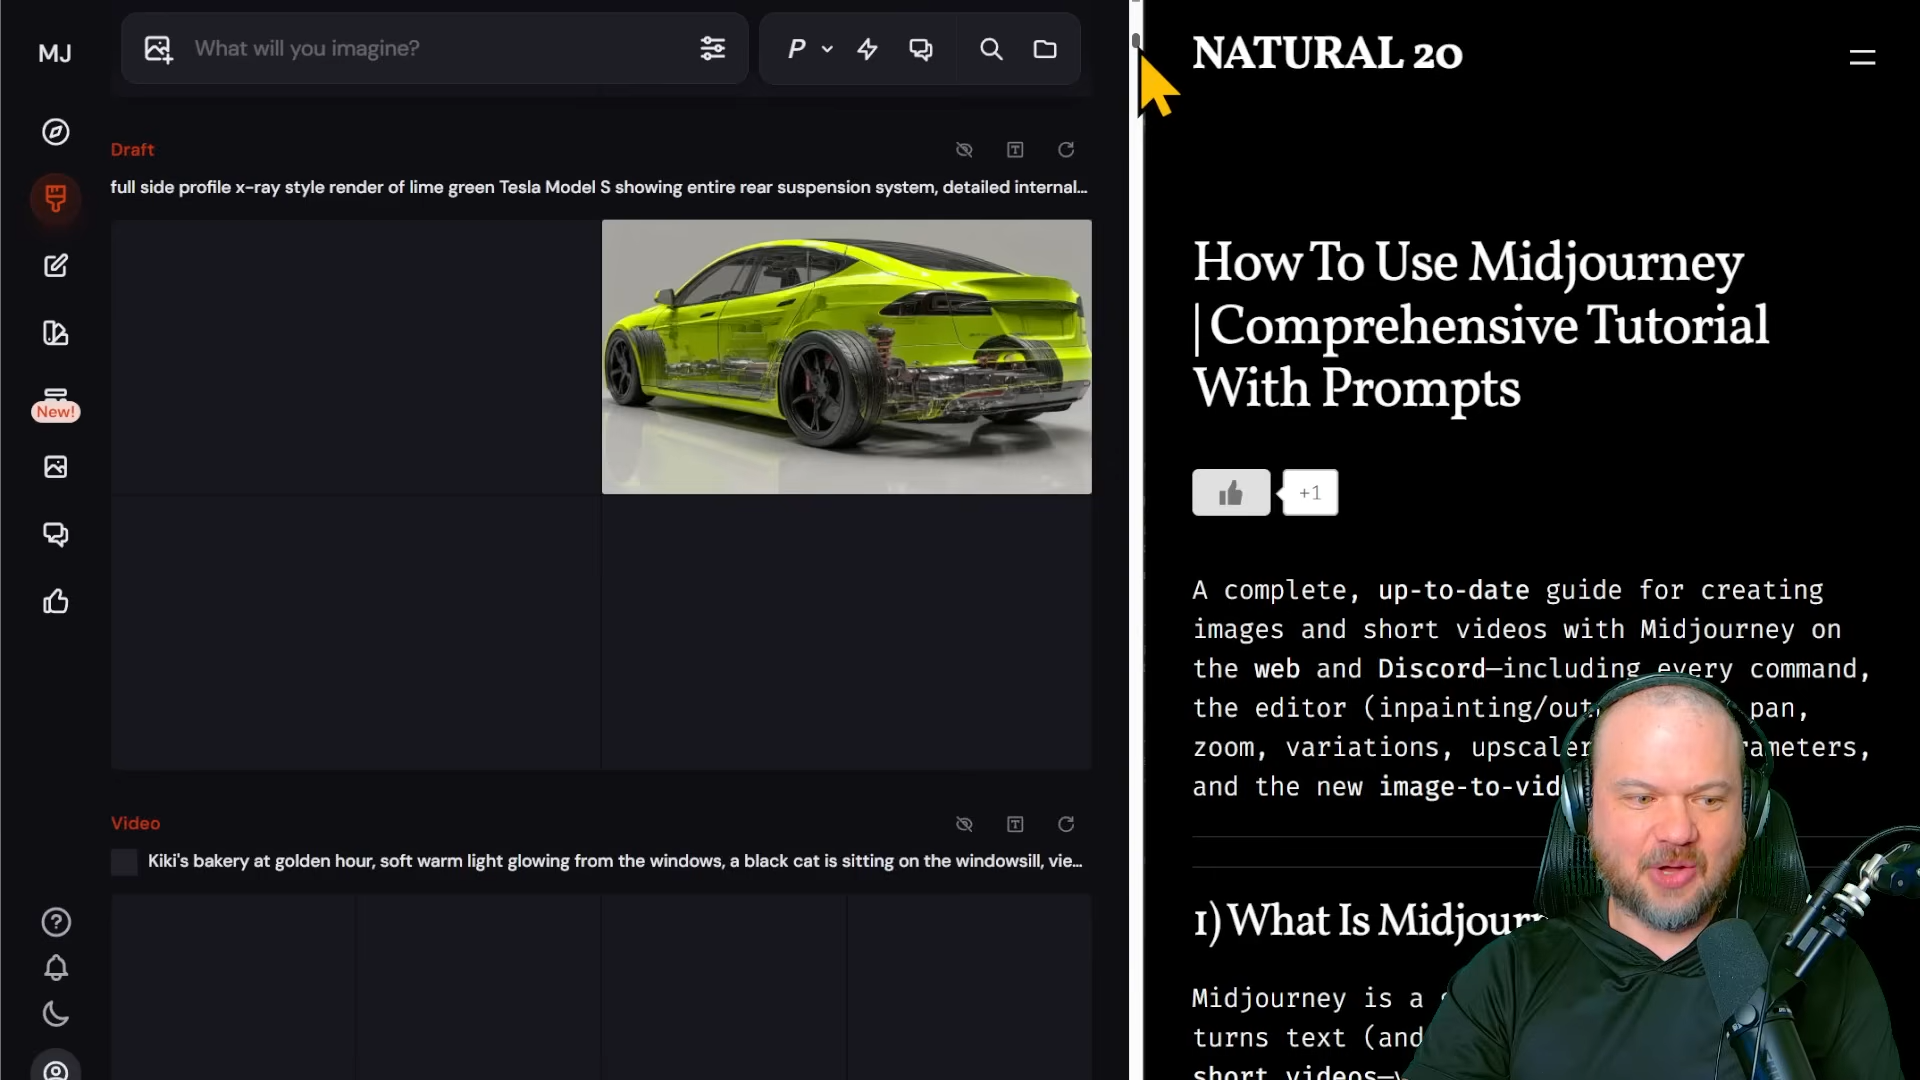 MJ
What will you imagine?
P
Draft
full side profile x-ray style render of lime green Tesla Model S showing entire rear suspension system, detailed internal...
New!
Video
Kiki's bakery at golden hour, soft warm light glowing from the windows, a black cat is sitting on the windowsill, vie...
NATURAL 20
How To Use Midjourney
| Comprehensive Tutorial
With Prompts
+1
A complete, up-to-date guide for creating
images and short videos with Midjourney on
the web and Discord—including every command,
the editor (inpainting/out pan,
zoom, variations, upscaler rameters,
and the new image-to-vid
1) What Is Midjourn
Midjourney is a
turns text (and
short videos—